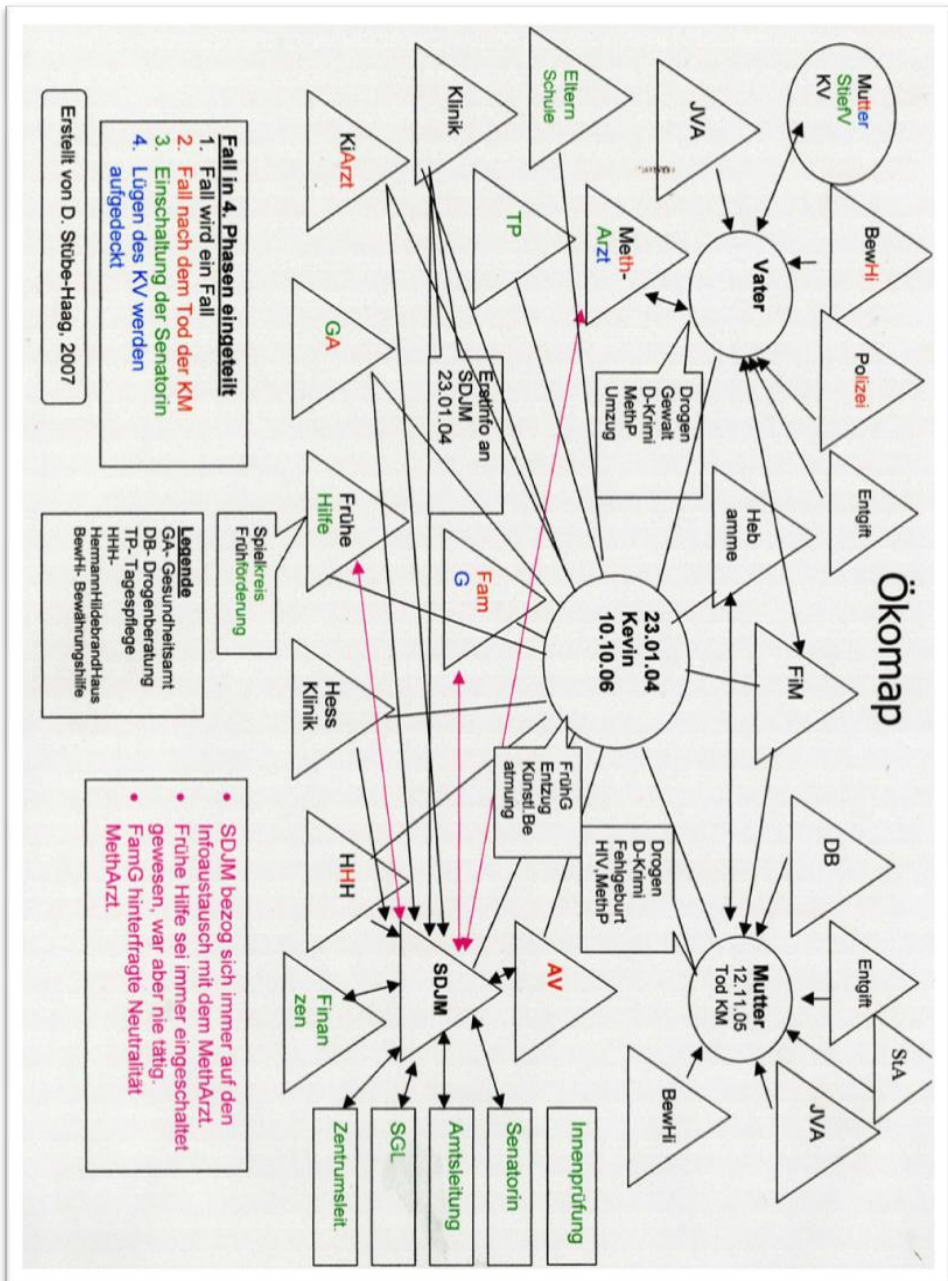 Ökomap
Mutter
StiefV
KV
BewHi
Polizei
Entgift
JVA
Vater
Eltern
Schule
Meth-
Arzt
Drogen
Gewalt
D-Krimi
MethP
Umzug
Heb
amme
FiM
DB
Entgift
StA
JVA
Mutter
12.11.05
Tod KM
BewHi
Drogen
D-Krimi
Fehlgeburt
HIV,MethP
23.01.04
Kevin
10..10.06
FrühG
Entzug
Künstl.Be
atmung
AV
Klinik
TP
Erstinfo an
SDJM
23.01.04
Fam
G
KiArzt
GA
Frühe
Hilfe
Hess
Klinik
HHH
SDJM
Finan
zen
Innenprüfung
Senatorin
Amtsleitung
SGL
Zentrumsleit.
Spielkreis
Frühförderung
Fall in 4. Phasen eingeteilt
1. Fall wird ein Fall
2. Fall nach dem Tod der KM
3. Einschaltung der Senatorin
4. Lügen des KV werden
aufgedeckt
Legende
GA- Gesundheitsamt
DB- Drogenberatung
TP- Tagespflege
HHH-
HermannHildebrandHaus
BewHi- Bewährungshilfe
• SDJM bezog sich immer auf den
Infoaustausch mit dem MethArzt.
• Frühe Hilfe sei immer eingeschaltet
gewesen, war aber nie tätig.
• FamG hinterfragte Neutralität
MethArzt.
Erstellt von D. Stübe-Haag, 2007